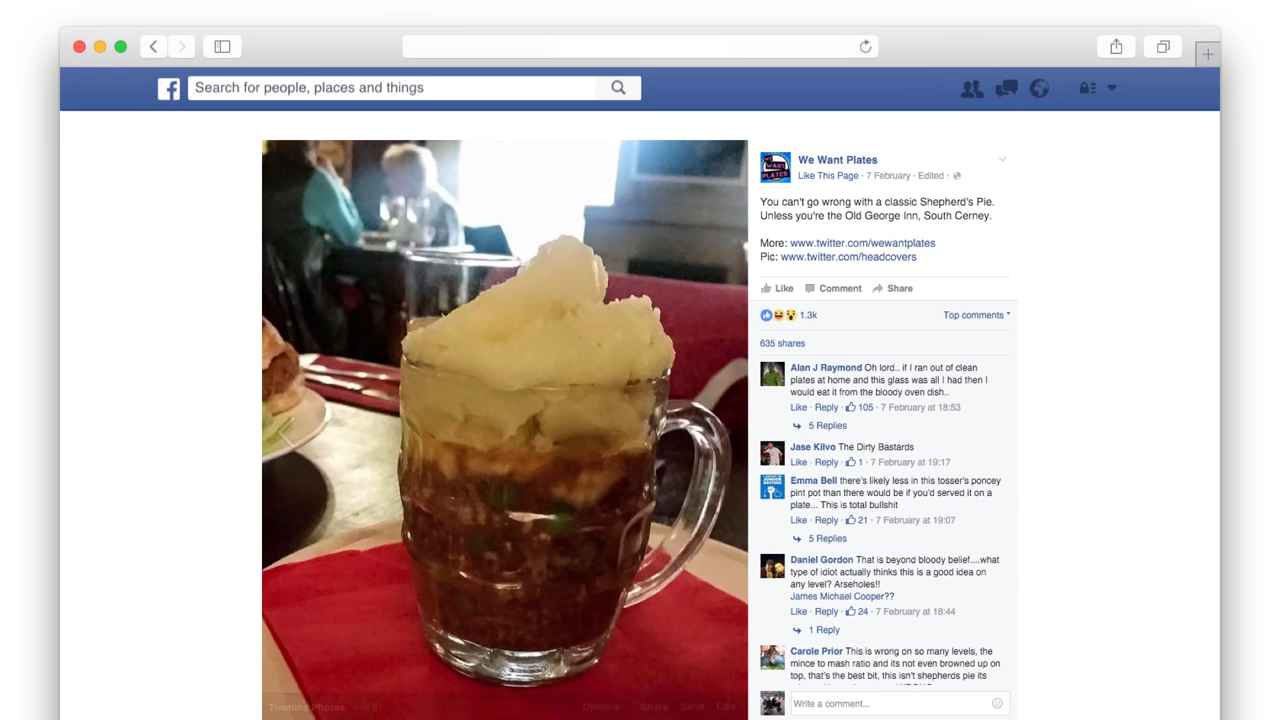 Search for people, places and things
WE WANT PLATES
We Want Plates
Like This Page · 7 February · Edited ·
You can't go wrong with a classic Shepherd's Pie.
Unless you're the Old George Inn, South Cerney.
More: www.twitter.com/wewantplates
Pic: www.twitter.com/headcovers
Like Comment Share
1.3k Top comments
635 shares
Alan J Raymond Oh lord.. if I ran out of clean
plates at home and this glass was all I had then I
would eat it from the bloody oven dish..
Like · Reply · 105 · 7 February at 18:53
5 Replies
Jase Kilvo The Dirty Bastards
Like · Reply · 1 · 7 February at 19:17
Emma Bell there's likely less in this tosser's poncey
pint pot than there would be if you'd served it on a
plate... This is total bullshit
Like · Reply · 21 · 7 February at 19:07
5 Replies
Daniel Gordon That is beyond bloody belief....what
type of idiot actually thinks this is a good idea on
any level? Arseholes!!
James Michael Cooper??
Like · Reply · 24 · 7 February at 18:44
1 Reply
Carole Prior This is wrong on so many levels, the
mince to mash ratio and its not even browned up on
top, that's the best bit, this isn't shepherds pie its
Timeline Photos Options Share Send Like
Write a comment...